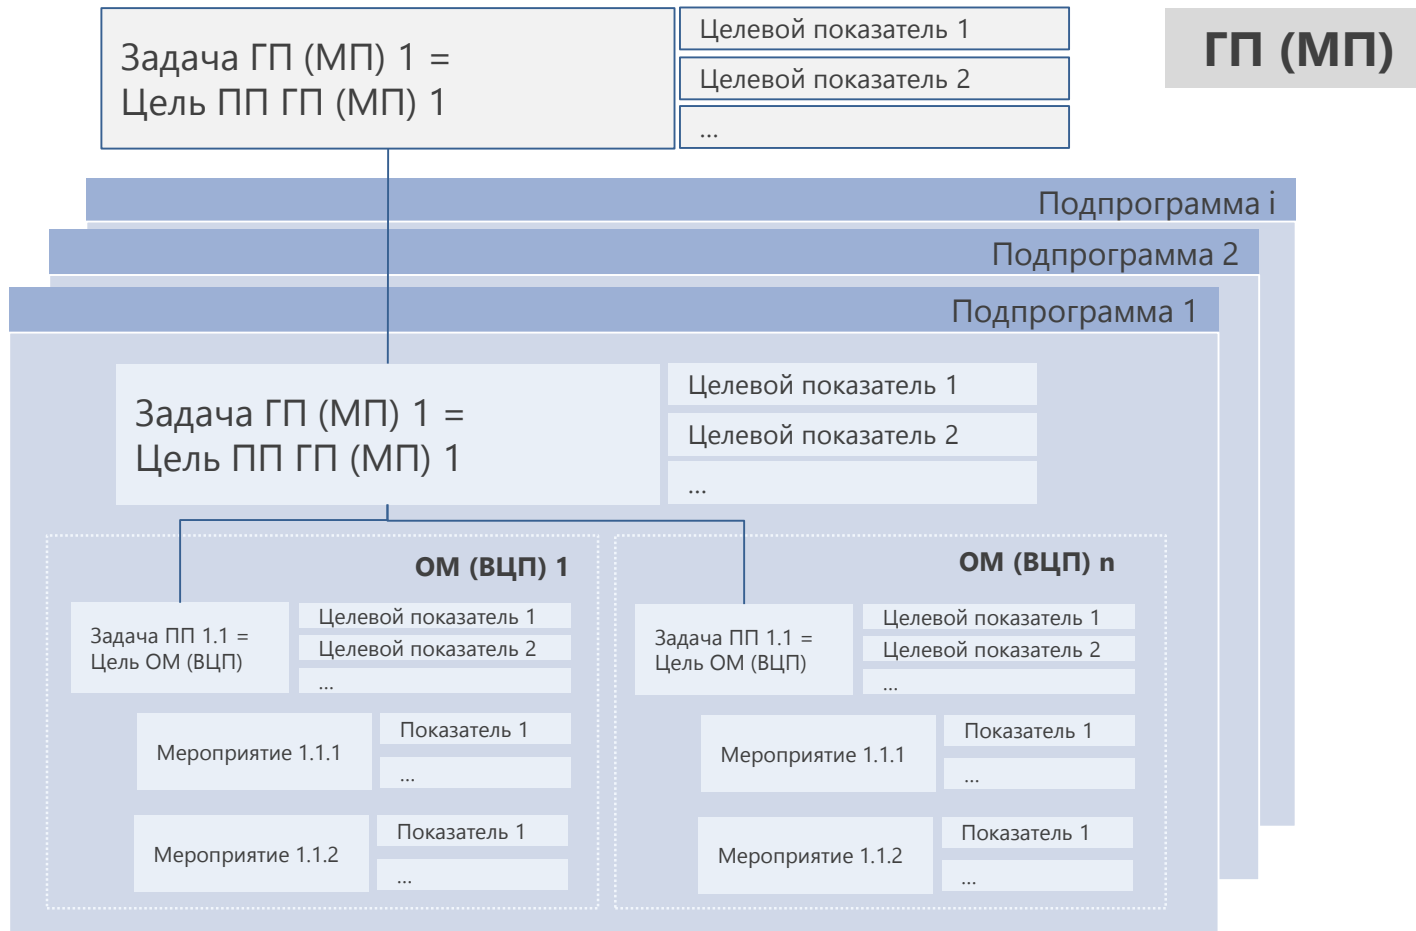 ГП (МП)
Задача ГП (МП) 1 =
Цель ПП ГП (МП) 1
Целевой показатель 1
Целевой показатель 2
...
Подпрограмма i
Подпрограмма 2
Подпрограмма 1
Задача ГП (МП) 1 =
Цель ПП ГП (МП) 1
Целевой показатель 1
Целевой показатель 2
...
ОМ (ВЦП) 1
Задача ПП 1.1 =
Цель ОМ (ВЦП)
Целевой показатель 1
Целевой показатель 2
...
Мероприятие 1.1.1
Показатель 1
...
Мероприятие 1.1.2
Показатель 1
...
ОМ (ВЦП) n
Задача ПП 1.1 =
Цель ОМ (ВЦП)
Целевой показатель 1
Целевой показатель 2
...
Мероприятие 1.1.1
Показатель 1
...
Мероприятие 1.1.2
Показатель 1
...